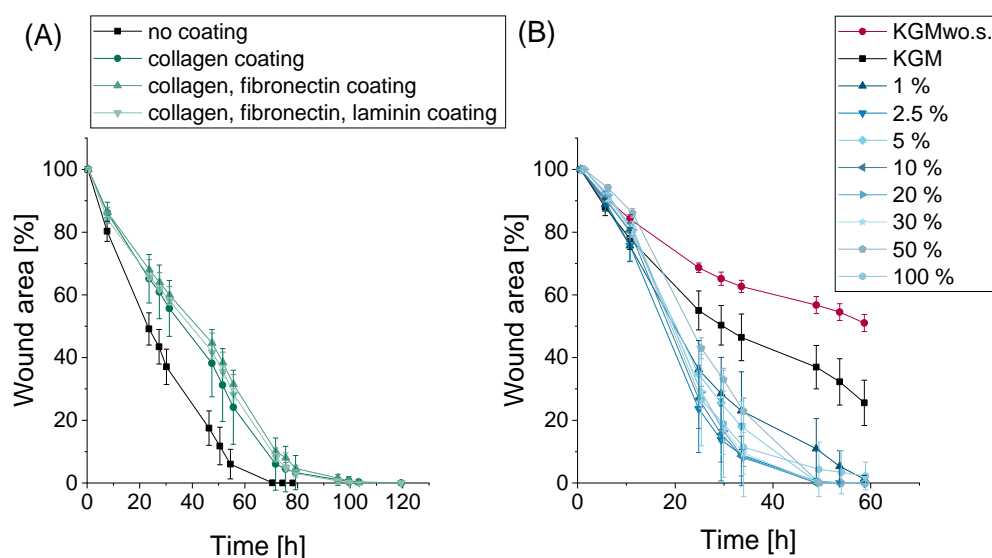 (A)
no coating
collagen coating
collagen, fibronectin coating
collagen, fibronectin, laminin coating
100
80
60
40
20
0
Wound area [%]
0 20 40 60 80 100 120
Time [h]
(B)
KGMwo.s.
KGM
1 %
2.5 %
5 %
10 %
20 %
30 %
50 %
100 %
100
80
60
40
20
0
Wound area [%]
0 20 40 60
Time [h]